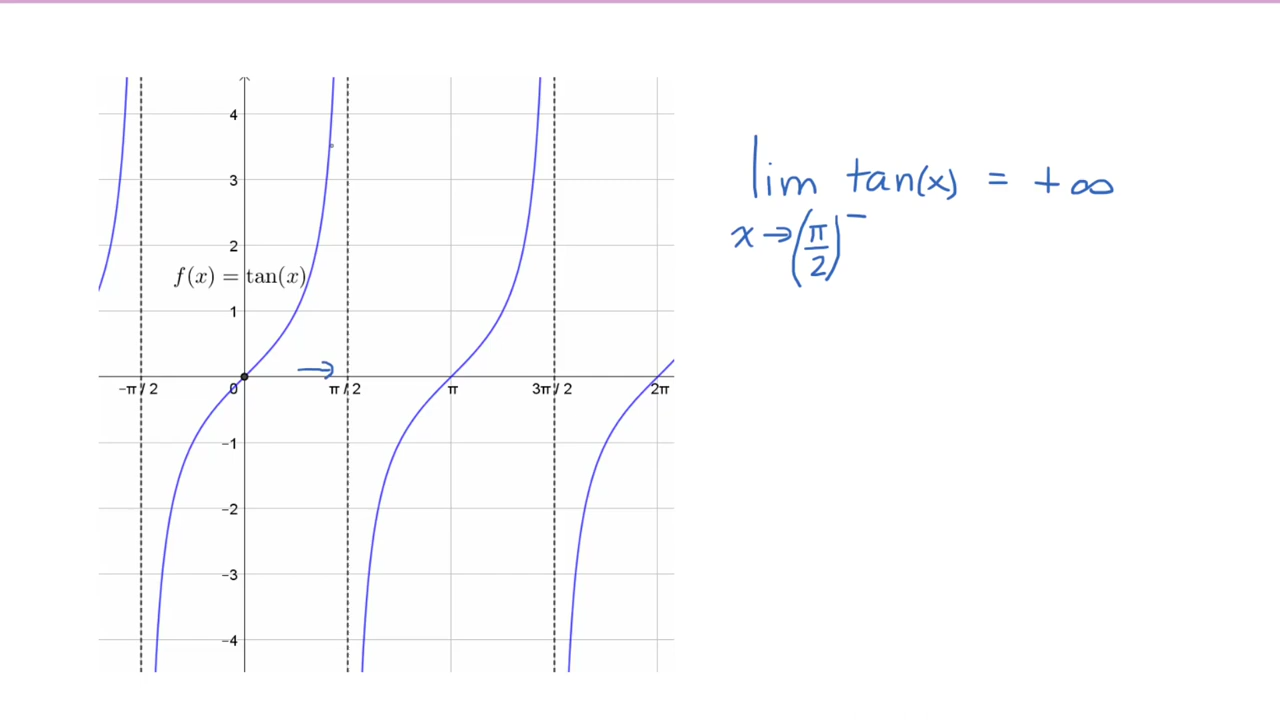 4
3
2
f(x) = tan(x)
1
−π / 2
0
π / 2
π
3π / 2
2π
−1
−2
−3
−4
lim tan(x) = +∞
x→(π/2)⁻